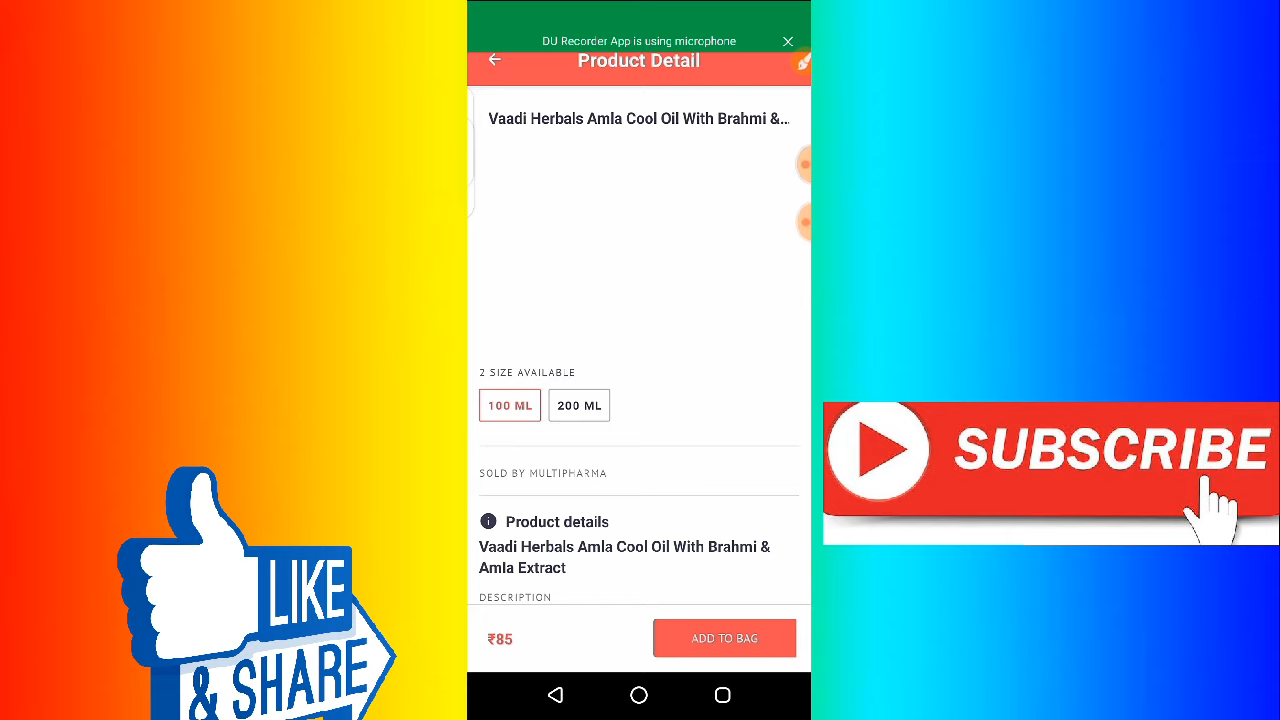 DU Recorder App is using microphone
Product Detail
Vaadi Herbals Amla Cool Oil With Brahmi &...
2 SIZE AVAILABLE
100 ML
200 ML
SOLD BY MULTIPHARMA
Product details
Vaadi Herbals Amla Cool Oil With Brahmi &
Amla Extract
DESCRIPTION
₹85
ADD TO BAG
LIKE
& SHARE
SUBSCRIBE